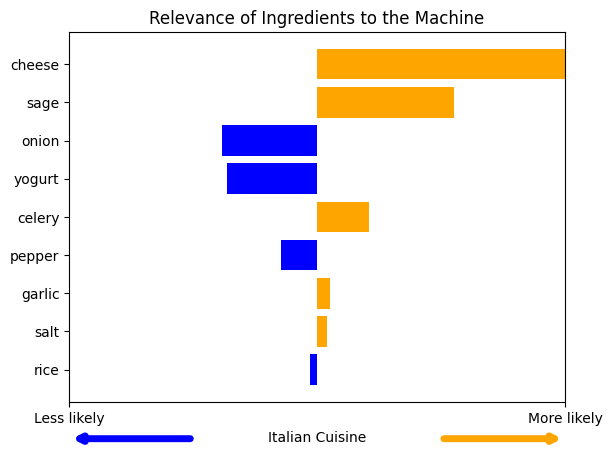 Relevance of Ingredients to the Machine
cheese
sage
onion
yogurt
celery
pepper
garlic
salt
rice
Less likely
More likely
Italian Cuisine